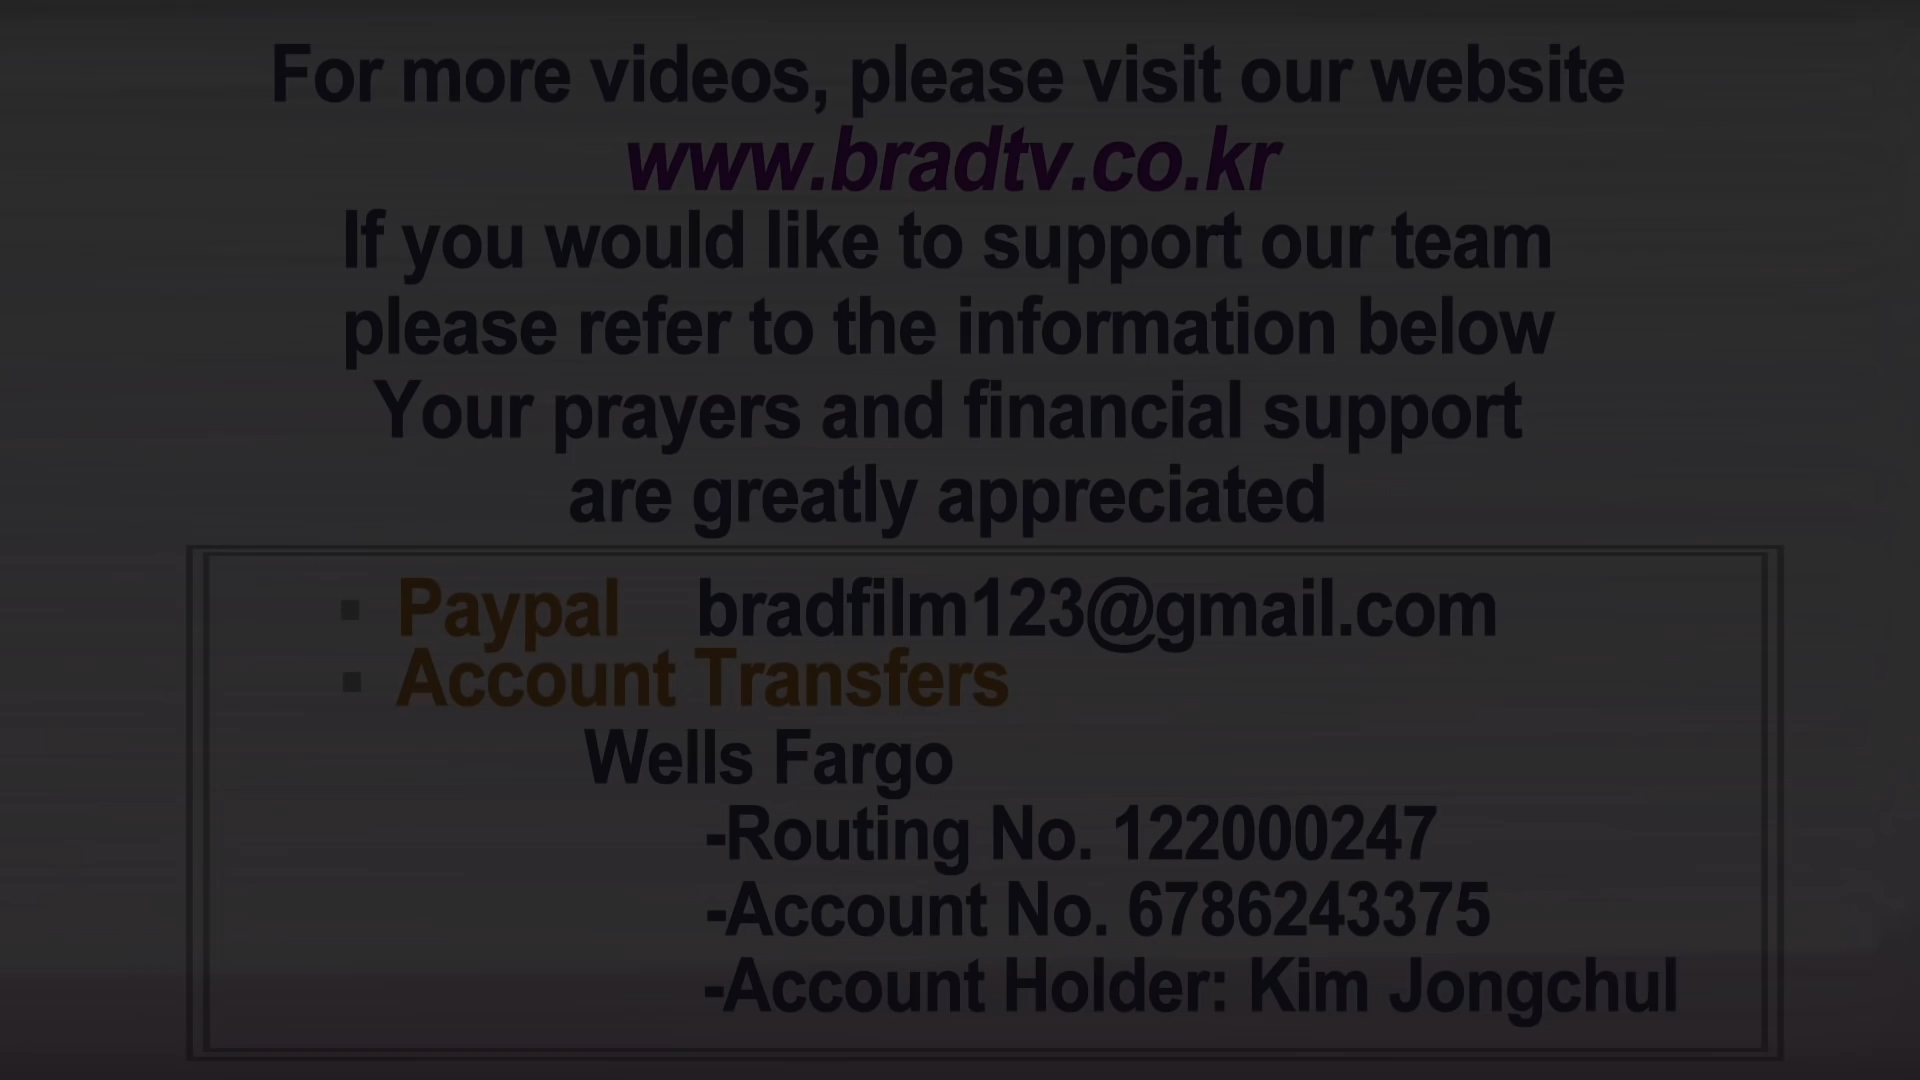 For more videos, please visit our website
www.bradtv.co.kr
If you would like to support our team
please refer to the information below
Your prayers and financial support
are greatly appreciated
▪ Paypal bradfilm123@gmail.com
▪ Account Transfers
Wells Fargo
-Routing No. 122000247
-Account No. 6786243375
-Account Holder: Kim Jongchul